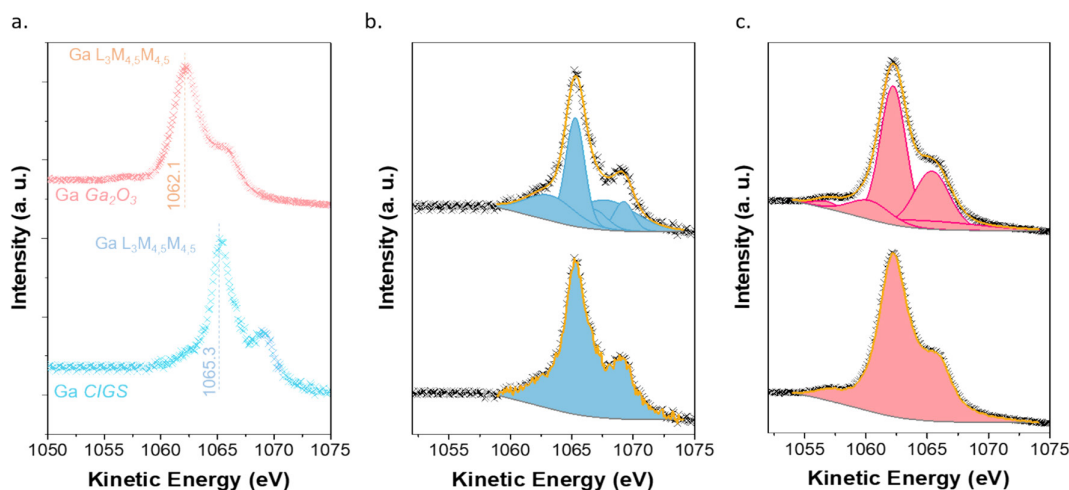 a.
Ga L₃M₄,₅M₄,₅
1062.1
Ga Ga₂O₃
Ga L₃M₄,₅M₄,₅
1065.3
Ga CIGS
Intensity (a. u.)
1050 1055 1060 1065 1070 1075
Kinetic Energy (eV)
b.
Intensity (a. u.)
1055 1060 1065 1070 1075
Kinetic Energy (eV)
c.
Intensity (a. u.)
1055 1060 1065 1070 1075
Kinetic Energy (eV)